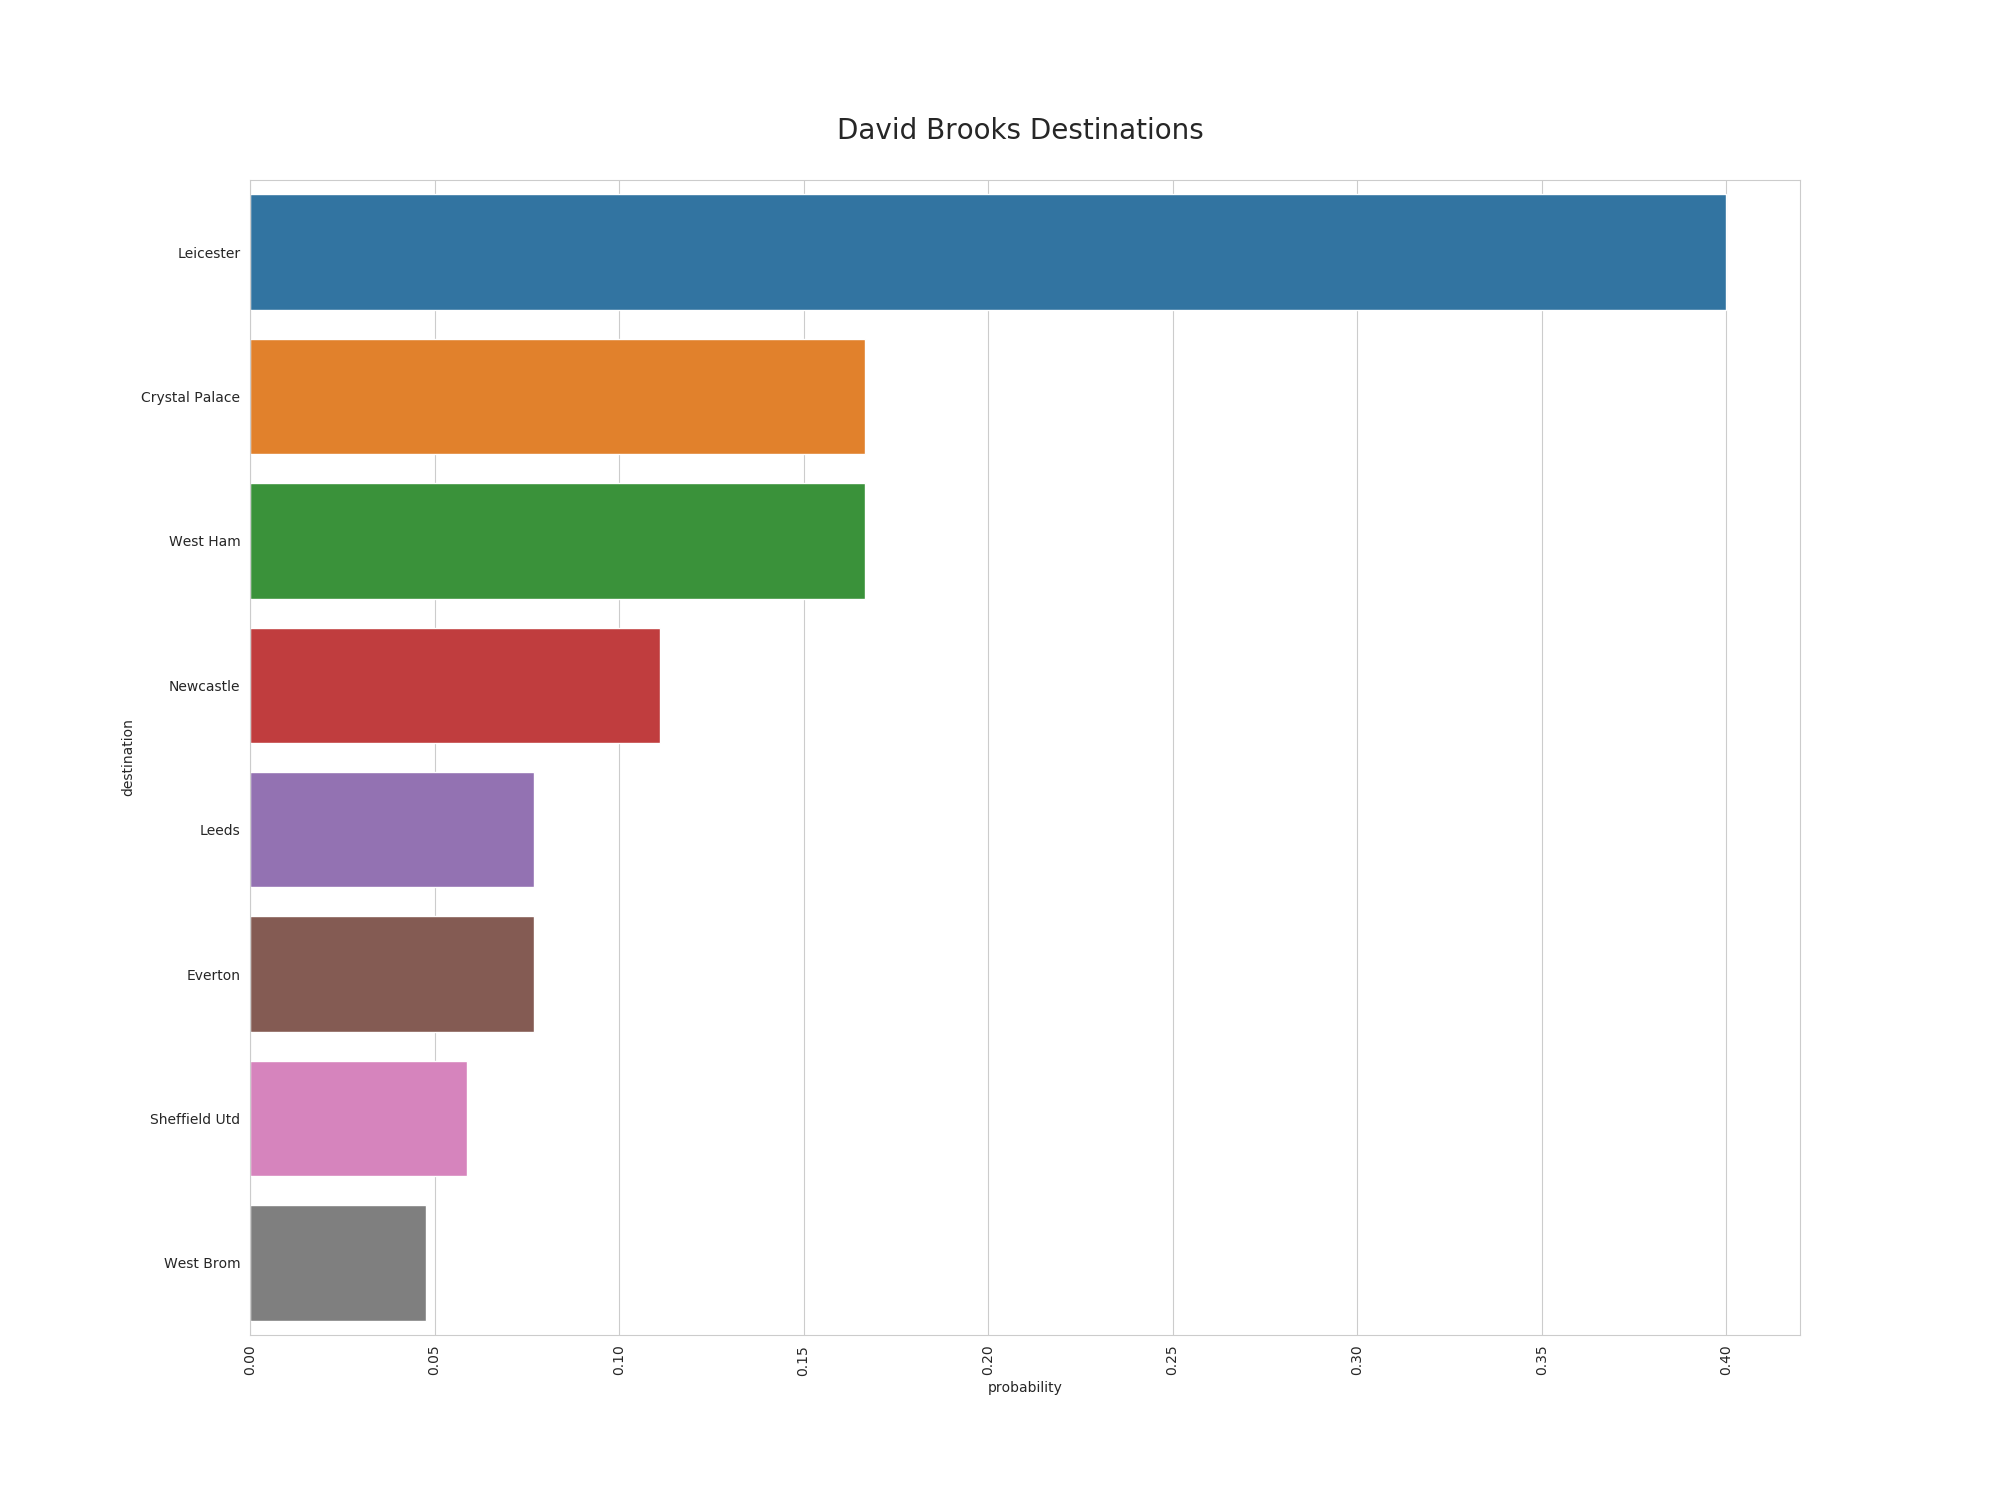 David Brooks Destinations
Leicester
Crystal Palace
West Ham
Newcastle
destination
Leeds
Everton
Sheffield Utd
West Brom
0.00
0.05
0.10
0.15
0.20
0.25
0.30
0.35
0.40
probability